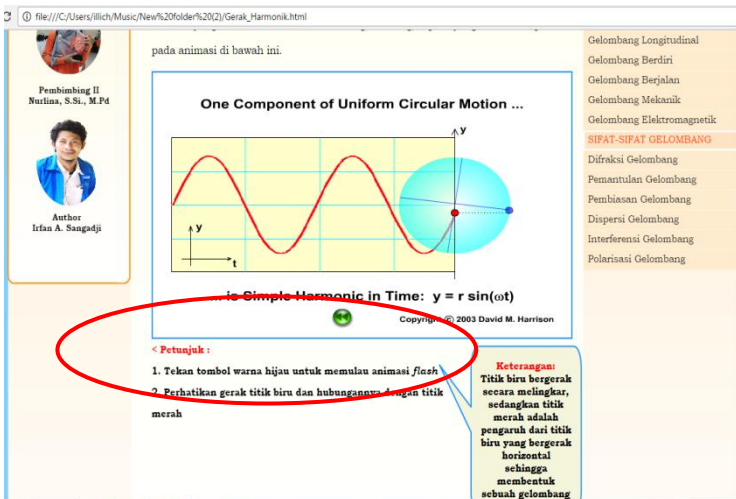 file:///C:/Users/illich/Music/New%20folder%20(2)/Gerak_Harmonik.html
Pembimbing II
Nurlina, S.Si., M.Pd
Author
Irfan A. Sangadji
pada animasi di bawah ini.
One Component of Uniform Circular Motion ...
y
y
t
... is Simple Harmonic in Time: y = r sin(ωt)
Copyright © 2003 David M. Harrison
< Petunjuk :
1. Tekan tombol warna hijau untuk memulau animasi flash
2. Perhatikan gerak titik biru dan hubungannya dengan titik
merah
Keterangan:
Titik biru bergerak
secara melingkar,
sedangkan titik
merah adalah
pengaruh dari titik
biru yang bergerak
horizontal
sehingga
membentuk
sebuah gelombang
Gelombang Longitudinal
Gelombang Berdiri
Gelombang Berjalan
Gelombang Mekanik
Gelombang Elektromagnetik
SIFAT-SIFAT GELOMBANG
Difraksi Gelombang
Pemantulan Gelombang
Pembiasan Gelombang
Dispersi Gelombang
Interferensi Gelombang
Polarisasi Gelombang